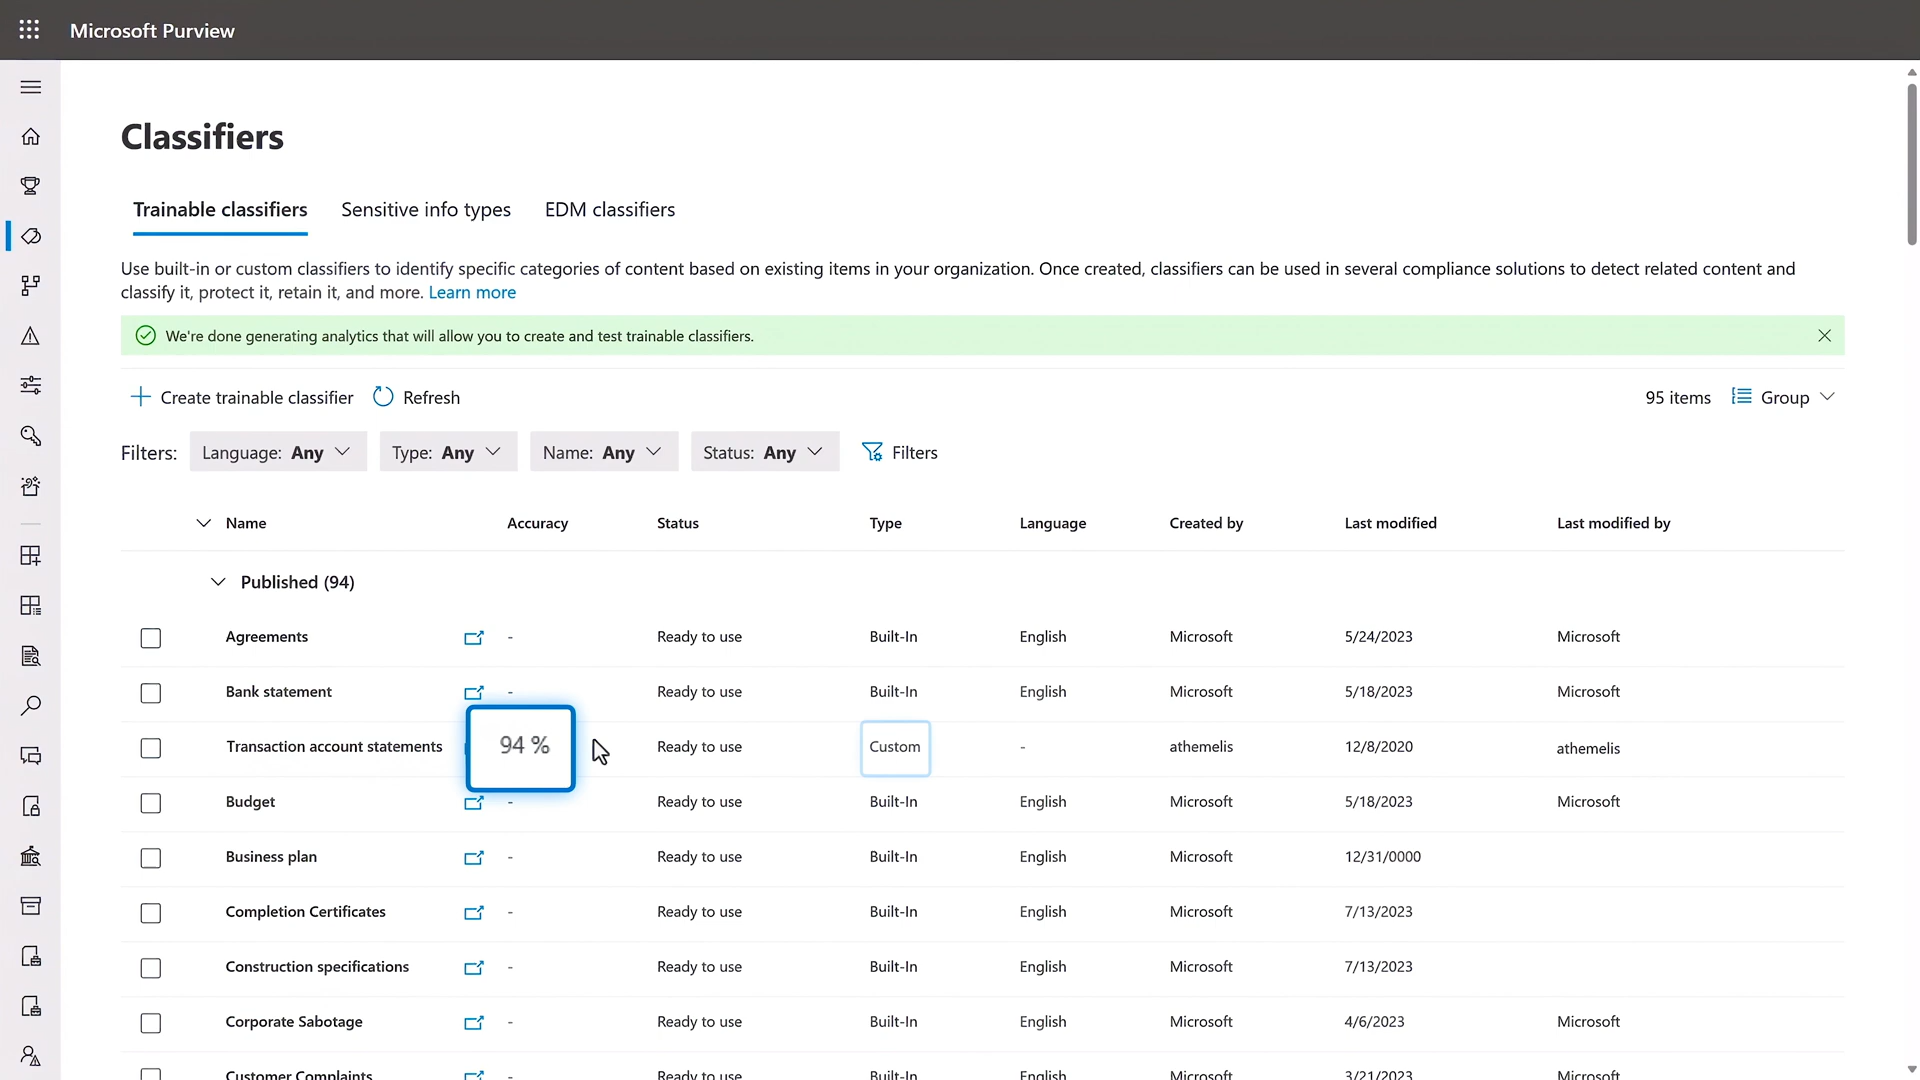 Microsoft Purview
Classifiers
Trainable classifiers Sensitive info types EDM classifiers
Use built-in or custom classifiers to identify specific categories of content based on existing items in your organization. Once created, classifiers can be used in several compliance solutions to detect related content and
classify it, protect it, retain it, and more. Learn more
We're done generating analytics that will allow you to create and test trainable classifiers.
Create trainable classifier Refresh 95 items Group
Filters: Language: Any Type: Any Name: Any Status: Any Filters
Name Accuracy Status Type Language Created by Last modified Last modified by
Published (94)
Agreements - Ready to use Built-In English Microsoft 5/24/2023 Microsoft
Bank statement - Ready to use Built-In English Microsoft 5/18/2023 Microsoft
Transaction account statements 94 % Ready to use Custom - athemelis 12/8/2020 athemelis
Budget - Ready to use Built-In English Microsoft 5/18/2023 Microsoft
Business plan - Ready to use Built-In English Microsoft 12/31/0000
Completion Certificates - Ready to use Built-In English Microsoft 7/13/2023
Construction specifications - Ready to use Built-In English Microsoft 7/13/2023
Corporate Sabotage - Ready to use Built-In English Microsoft 4/6/2023 Microsoft
Customer Complaints - Ready to use Built-In English Microsoft 3/21/2023 Microsoft